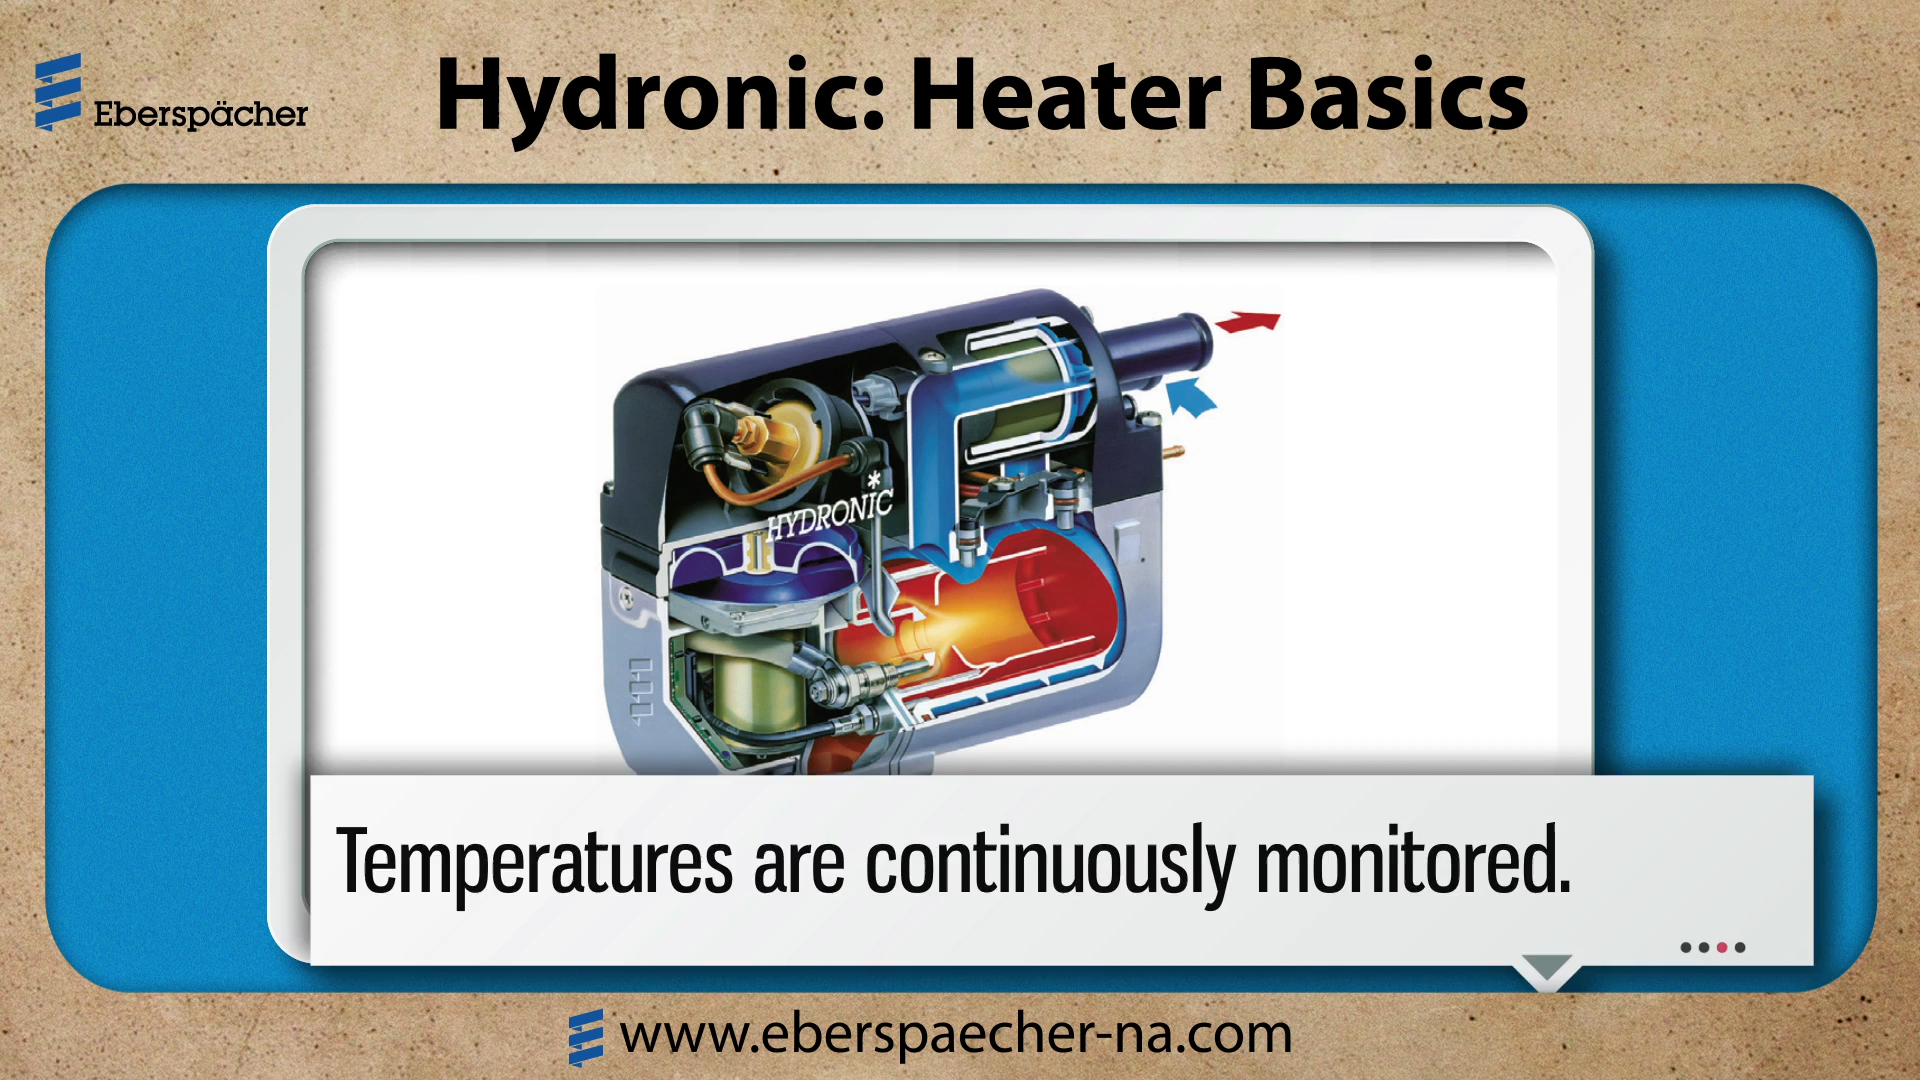 Eberspächer
Hydronic: Heater Basics
HYDRONIC
Temperatures are continuously monitored.
www.eberspaecher-na.com